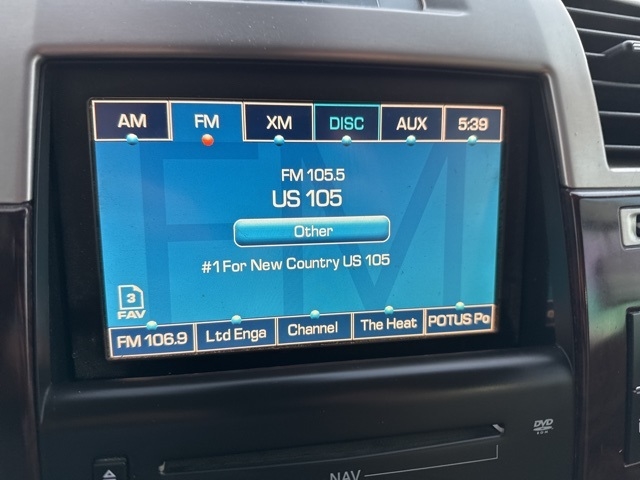 AM FM XM DISC AUX 5:39
FM 105.5
US 105
Other
#1 For New Country US 105
3
FAV
FM 106.9 Ltd Enga Channel The Heat POTUS Po
DVD
ROM
NAV